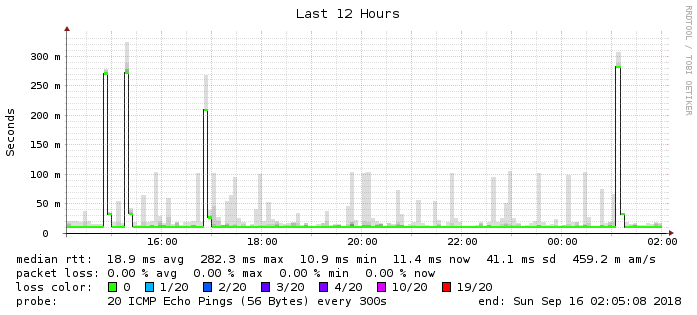 Last 12 Hours
RRDTOOL / TOBI OETIKER
Seconds
300 m
250 m
200 m
150 m
100 m
50 m
0
16:00 18:00 20:00 22:00 00:00 02:00
median rtt: 18.9 ms avg 282.3 ms max 10.9 ms min 11.4 ms now 41.1 ms sd 459.2 m am/s
packet loss: 0.00 % avg 0.00 % max 0.00 % min 0.00 % now
loss color: 0 1/20 2/20 3/20 4/20 10/20 19/20
probe: 20 ICMP Echo Pings (56 Bytes) every 300s end: Sun Sep 16 02:05:08 2018